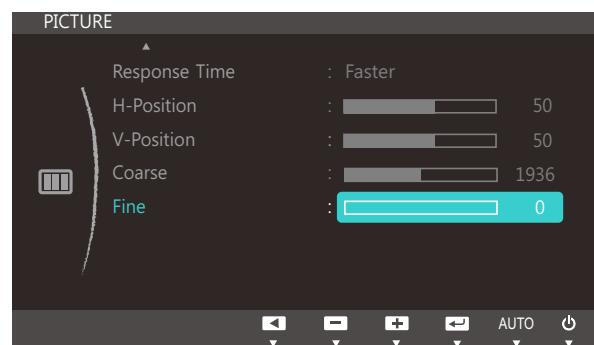 PICTURE
Response Time : Faster
H-Position : 50
V-Position : 50
Coarse : 1936
Fine : 0
AUTO